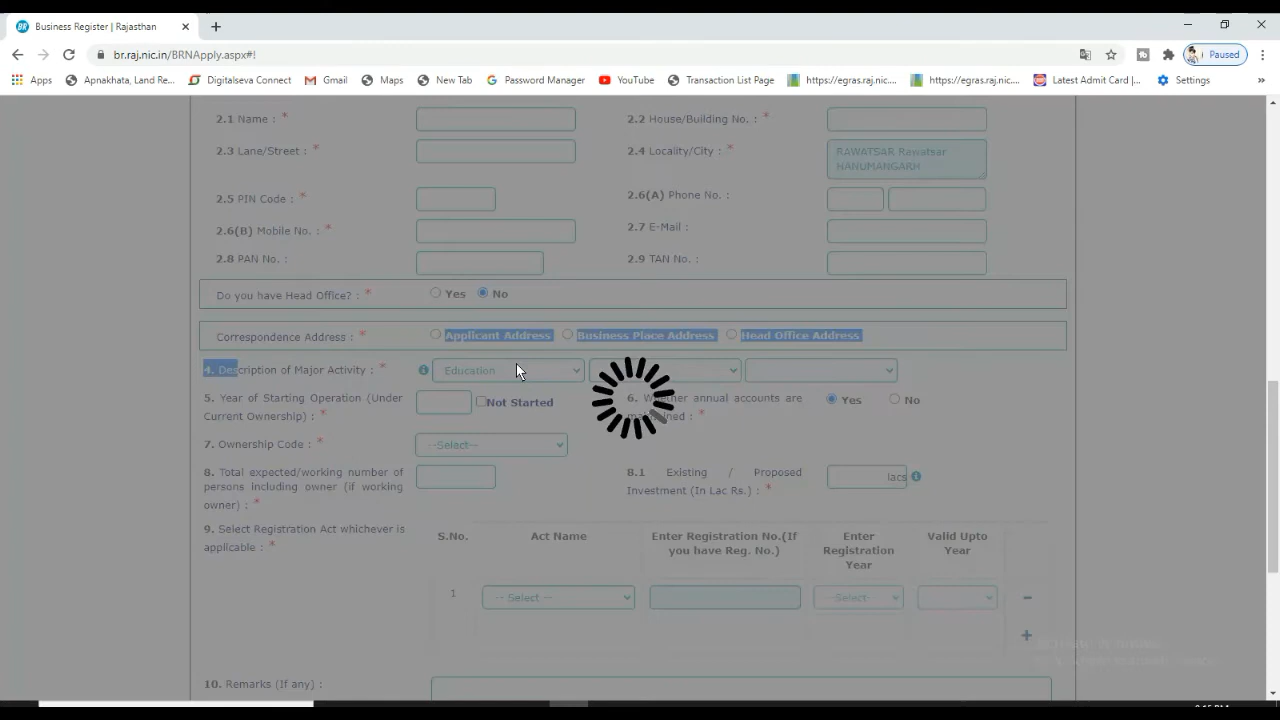 Business Register | Rajasthan
br.raj.nic.in/BRNApply.aspx#!
Paused
Apps Apnakhata, Land Re... Digitalseva Connect Gmail Maps New Tab Password Manager YouTube Transaction List Page https://egras.raj.nic.... https://egras.raj.nic.... Latest Admit Card |... Settings »
2.1 Name : * 2.2 House/Building No. : *
2.3 Lane/Street : * 2.4 Locality/City : * RAWATSAR Rawatsar
HANUMANGARH
2.5 PIN Code : * 2.6(A) Phone No. :
2.6(B) Mobile No. : * 2.7 E-Mail :
2.8 PAN No. : 2.9 TAN No. :
Do you have Head Office? : * Yes No
Correspondence Address : * Applicant Address Business Place Address Head Office Address
4. Description of Major Activity : * Education
5. Year of Starting Operation (Under Current Ownership) : * Not Started
6. Whether annual accounts are : * Yes No
7. Ownership Code : * --Select--
8. Total expected/working number of persons including owner (if working owner) : *
8.1 Existing / Proposed Investment (In Lac Rs.) : * lacs
9. Select Registration Act whichever is applicable : *
S.No. Act Name Enter Registration No.(If you have Reg. No.) Enter Registration Year Valid Upto Year
1 -- Select -- --Select-
10. Remarks (If any) :